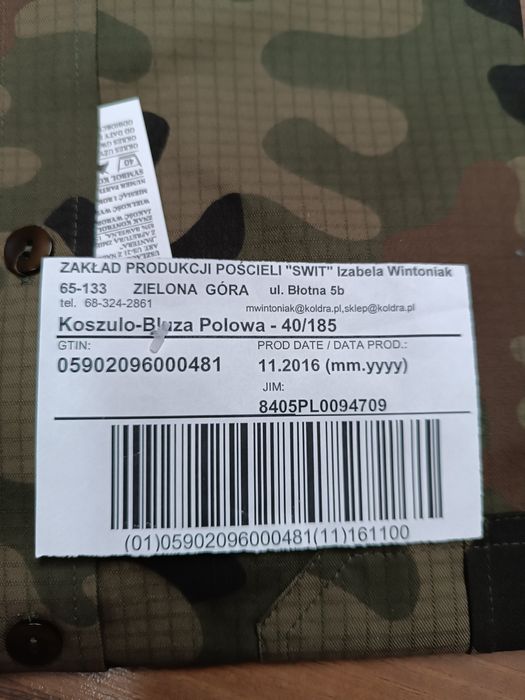 ZAKŁAD PRODUKCJI POŚCIELI "SWIT" Izabela Wintoniak
65-133 ZIELONA GÓRA ul. Błotna 5b
tel. 68-324-2861 mwintoniak@koldra.pl,sklep@koldra.pl
Koszulo-Bluza Polowa - 40/185
GTIN: PROD DATE / DATA PROD.:
05902096000481 11.2016 (mm.yyyy)
JIM:
8405PL0094709
(01)05902096000481(11)161100
40